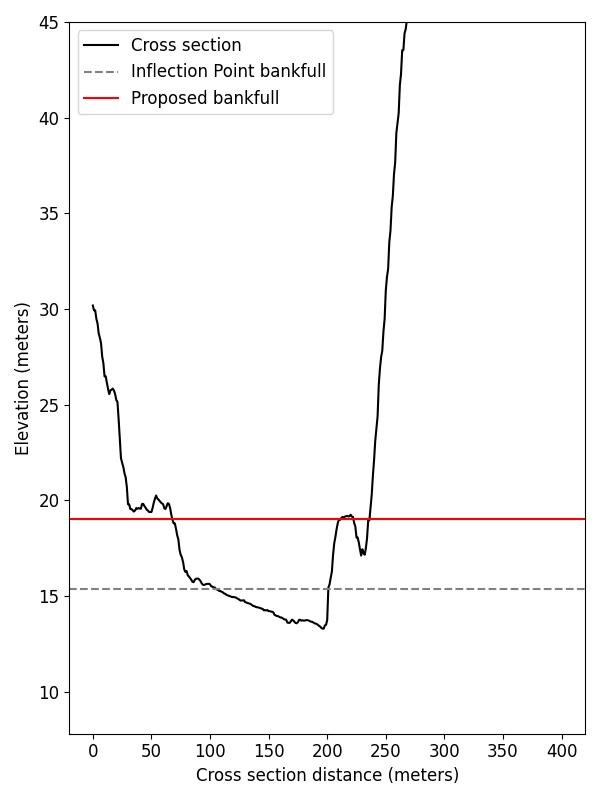 Cross section
Inflection Point bankfull
Proposed bankfull
45
40
35
30
25
20
15
10
Elevation (meters)
0 50 100 150 200 250 300 350 400
Cross section distance (meters)